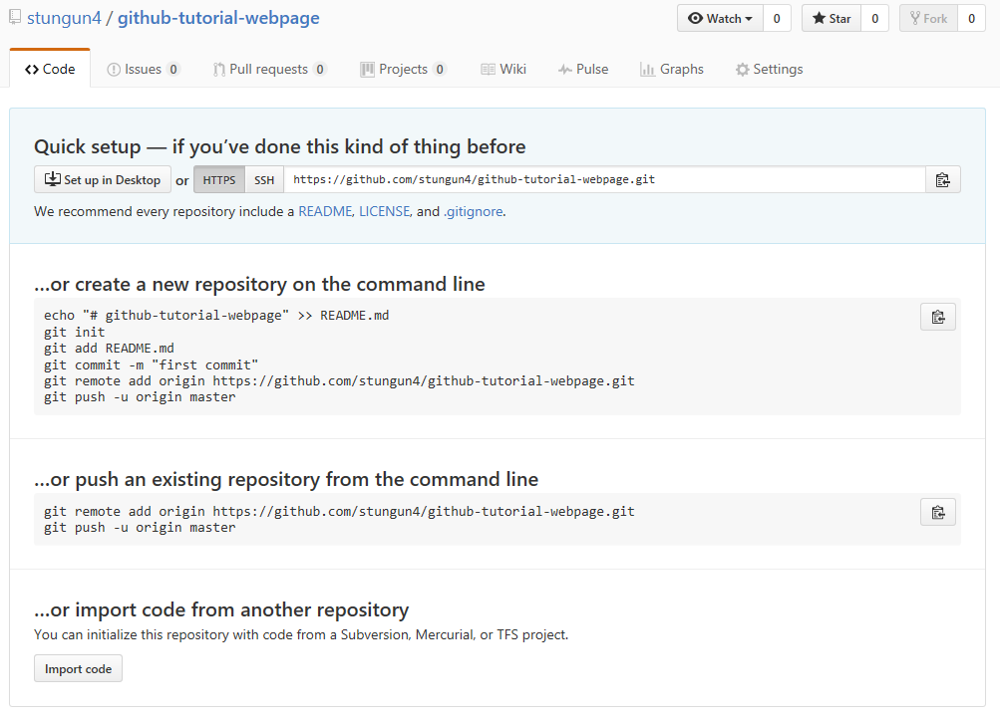 stungun4 / github-tutorial-webpage
Watch 0 Star 0 Fork 0
Code Issues 0 Pull requests 0 Projects 0 Wiki Pulse Graphs Settings
Quick setup — if you’ve done this kind of thing before
Set up in Desktop or HTTPS SSH https://github.com/stungun4/github-tutorial-webpage.git
We recommend every repository include a README, LICENSE, and .gitignore.
…or create a new repository on the command line
echo "# github-tutorial-webpage" >> README.md
git init
git add README.md
git commit -m "first commit"
git remote add origin https://github.com/stungun4/github-tutorial-webpage.git
git push -u origin master
…or push an existing repository from the command line
git remote add origin https://github.com/stungun4/github-tutorial-webpage.git
git push -u origin master
…or import code from another repository
You can initialize this repository with code from a Subversion, Mercurial, or TFS project.
Import code